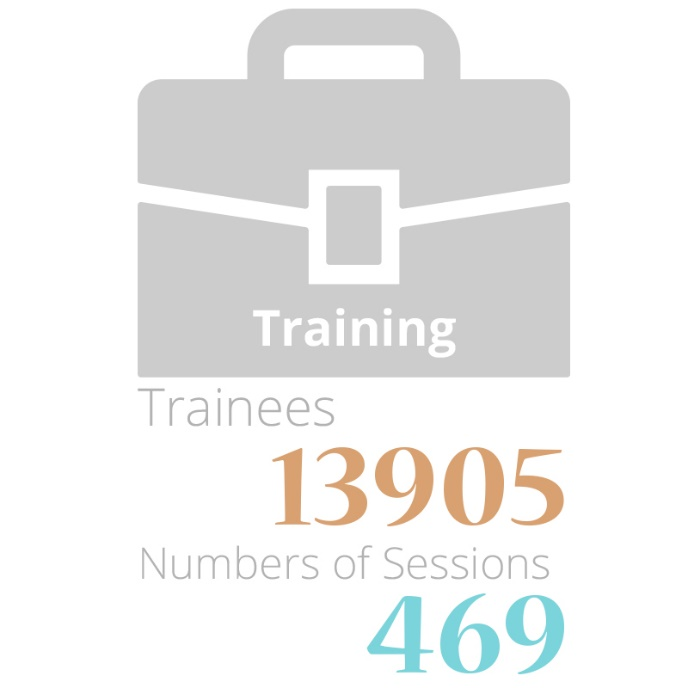 Training
Trainees
13905
Numbers of Sessions
469